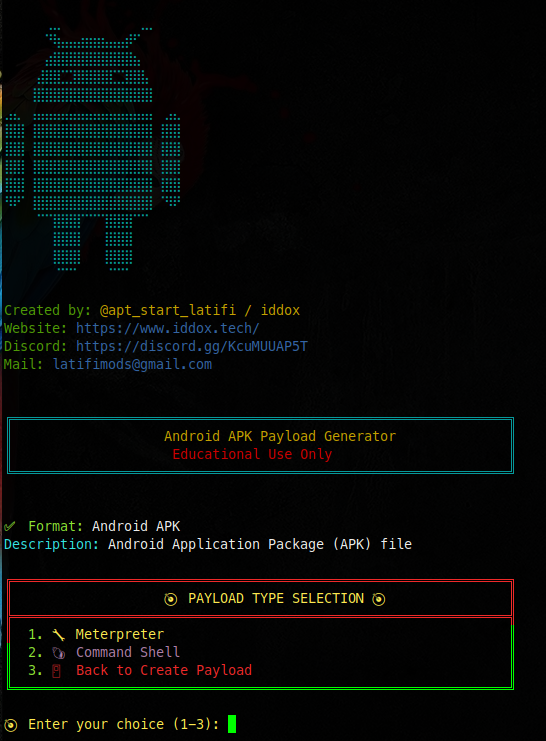 Created by: @apt_start_latifi / iddox
Website: https://www.iddox.tech/
Discord: https://discord.gg/KcuMUUAP5T
Mail: latifimods@gmail.com
Android APK Payload Generator
Educational Use Only
✅ Format: Android APK
Description: Android Application Package (APK) file
PAYLOAD TYPE SELECTION
1. Meterpreter
2. Command Shell
3. Back to Create Payload
Enter your choice (1-3):